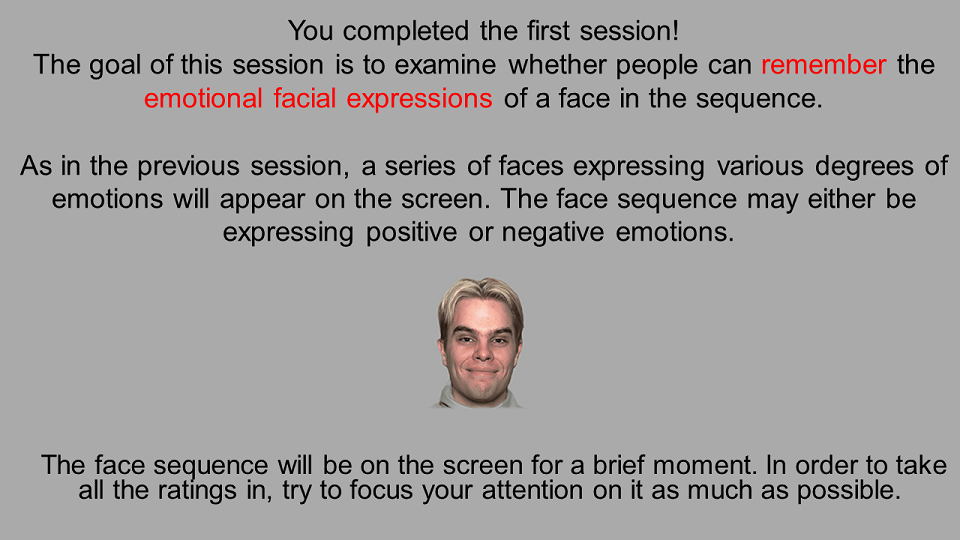 You completed the first session!
The goal of this session is to examine whether people can remember the
emotional facial expressions of a face in the sequence.
As in the previous session, a series of faces expressing various degrees of
emotions will appear on the screen. The face sequence may either be
expressing positive or negative emotions.
The face sequence will be on the screen for a brief moment. In order to take
all the ratings in, try to focus your attention on it as much as possible.